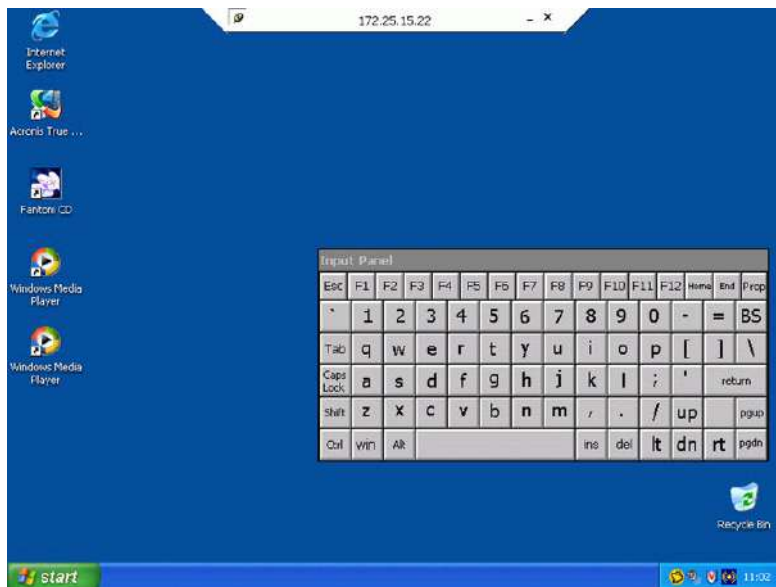 172.25.15.22
Internet
Explorer
Acronis True ...
Fantom CD
Windows Media
Player
Windows Media
Player
Input Panel
Esc F1 F2 F3 F4 F5 F6 F7 F8 F9 F10 F11 F12 Home End Prop
` 1 2 3 4 5 6 7 8 9 0 - = BS
Tab q w e r t y u i o p [ ] \
Caps Lock a s d f g h j k l ; ' return
Shift z x c v b n m , . / up pgup
Ctrl win Alt ins del lt dn rt pgdn
Recycle Bin
start
11:02